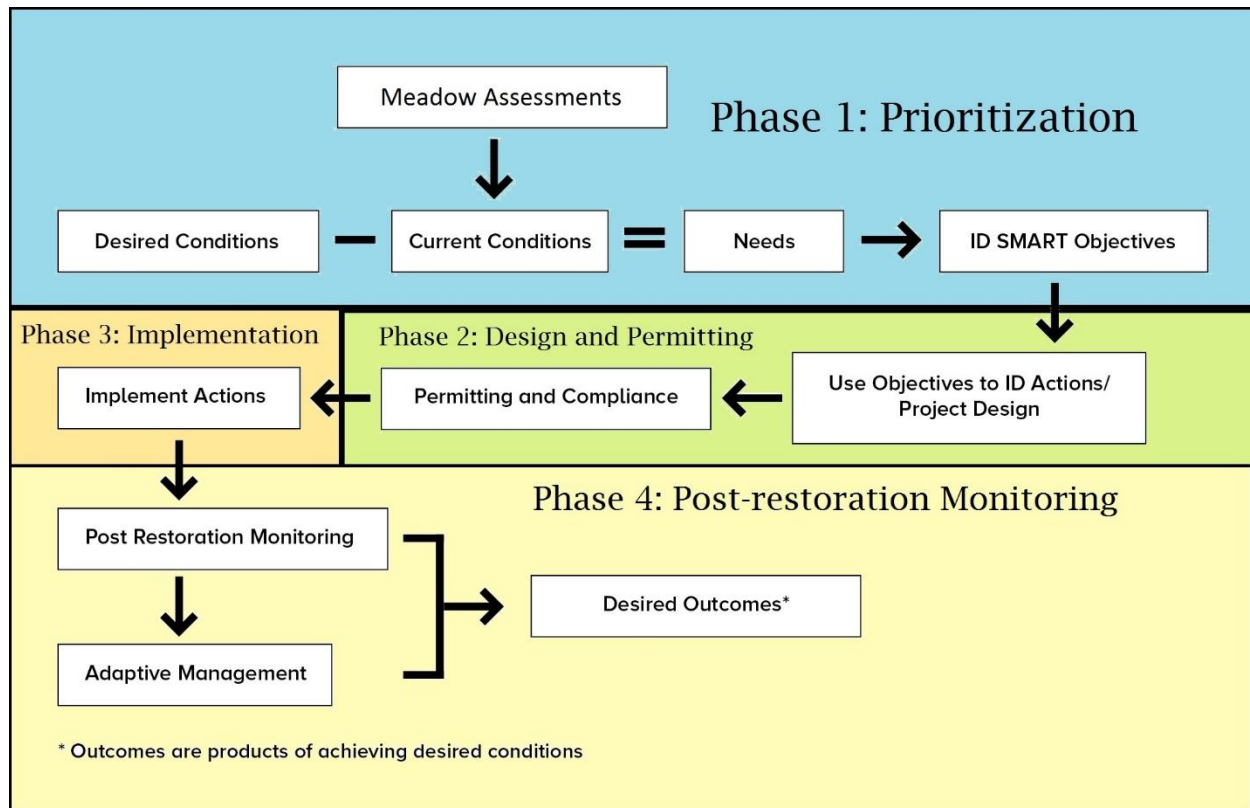 Meadow Assessments
Phase 1: Prioritization
Desired Conditions
Current Conditions
Needs
ID SMART Objectives
Phase 3: Implementation
Phase 2: Design and Permitting
Implement Actions
Permitting and Compliance
Use Objectives to ID Actions/
Project Design
Phase 4: Post-restoration Monitoring
Post Restoration Monitoring
Desired Outcomes*
Adaptive Management
* Outcomes are products of achieving desired conditions